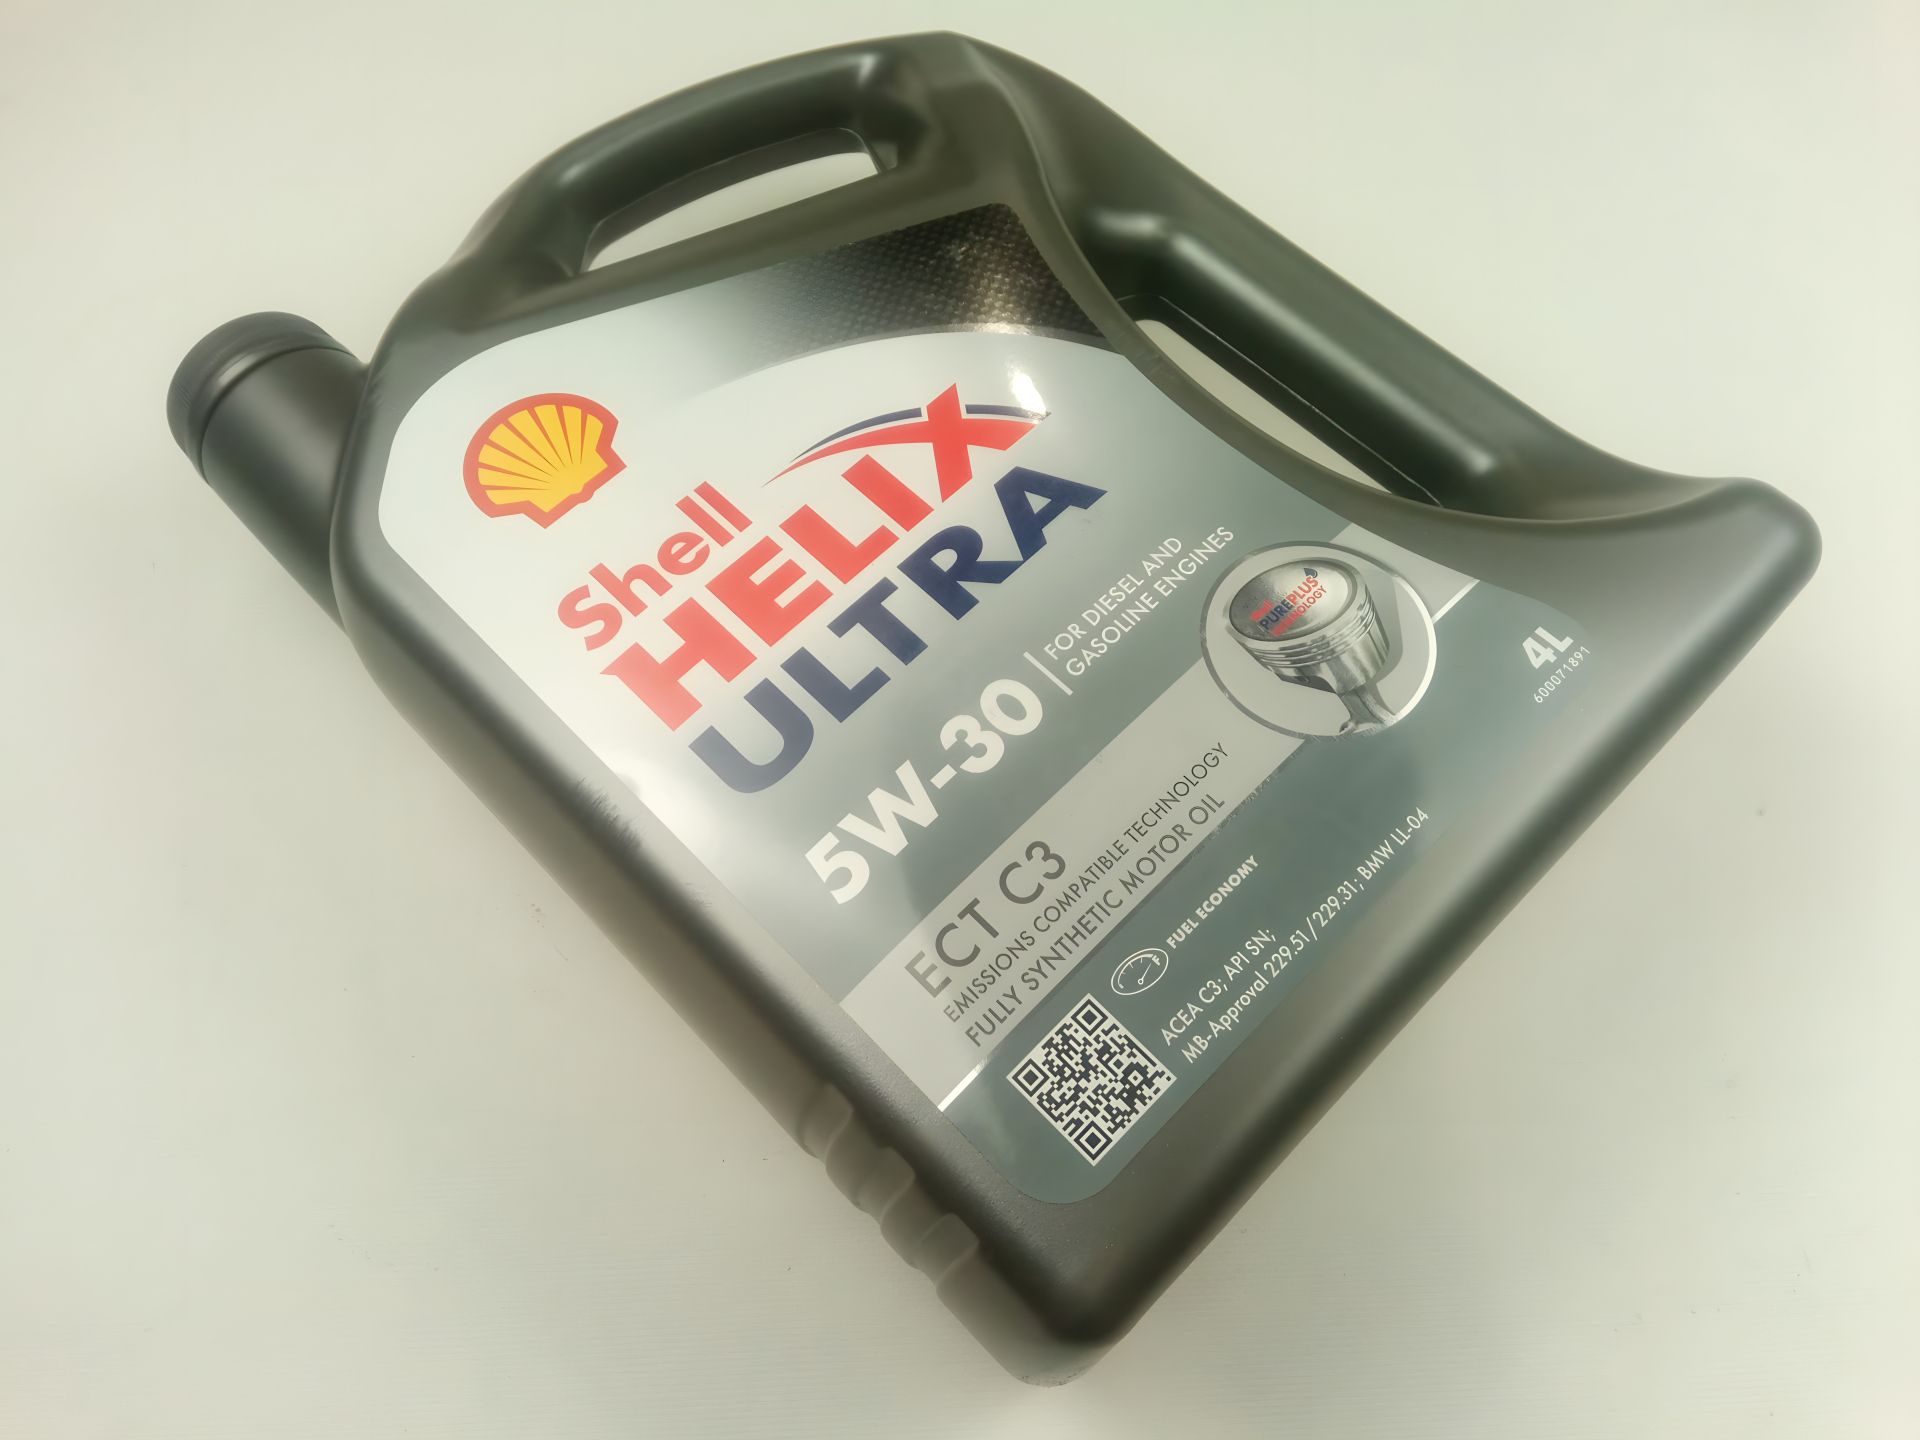 Shell
HELIX
ULTRA
5W-30
FOR DIESEL AND
GASOLINE ENGINES
PUREPLUS
TECHNOLOGY
4L
600071891
ECT C3
EMISSIONS COMPATIBLE TECHNOLOGY
FULLY SYNTHETIC MOTOR OIL
FUEL ECONOMY
F
ACEA C3; API SN;
MB-Approval 229.51/229.31; BMW LL-04